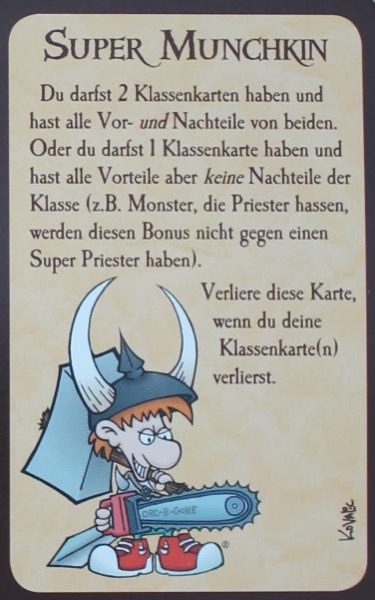 Super Munchkin
Du darfst 2 Klassenkarten haben und
hast alle Vor- und Nachteile von beiden.
Oder du darfst 1 Klassenkarte haben und
hast alle Vorteile aber keine Nachteile der
Klasse (z.B. Monster, die Priester hassen,
werden diesen Bonus nicht gegen einen
Super Priester haben).
Verliere diese Karte,
wenn du deine
Klassenkarte(n)
verlierst.
ORC-B-GONE
®
KOVALIC